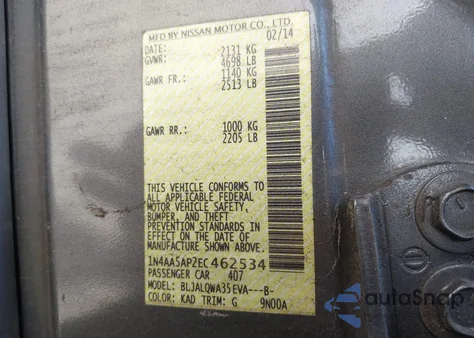 MFD BY NISSAN MOTOR CO., LTD.
DATE: 02/14
GVWR: 2131 KG
4698 LB
GAWR FR.: 1140 KG
2513 LB
GAWR RR.: 1000 KG
2205 LB
THIS VEHICLE CONFORMS TO
ALL APPLICABLE FEDERAL
MOTOR VEHICLE SAFETY,
BUMPER, AND THEFT
PREVENTION STANDARDS
IN EFFECT ON THE DATE OF
MANUFACTURE SHOWN ABOVE.
1N4AA5AP2EC462534
PASSENGER CAR 407
MODEL: BLJALQWA35EVA---B-
COLOR: KAD TRIM: G 9N00A
autoSnap